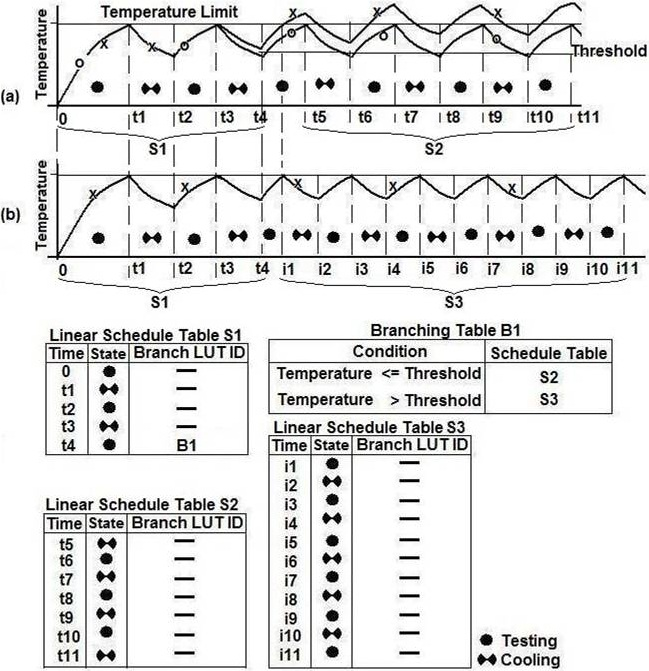 Temperature Limit
Temperature
Threshold
(a)
X X O O X X X O O O
0 t1 t2 t3 t4 i1 t5 t6 t7 t8 t9 t10 t11
S1 S2
(b)
Temperature
X X X X X
0 t1 t2 t3 t4 i1 i2 i3 i4 i5 i6 i7 i8 i9 i10 i11
S1 S3
Linear Schedule Table S1
Time State Branch LUT ID
0 —
t1 —
t2 —
t3 —
t4 B1
Branching Table B1
Condition Schedule Table
Temperature <= Threshold S2
Temperature > Threshold S3
Linear Schedule Table S3
Time State Branch LUT ID
i1 —
i2 —
i3 —
i4 —
i5 —
i6 —
i7 —
i8 —
i9 —
i10 —
i11 —
Linear Schedule Table S2
Time State Branch LUT ID
t5 —
t6 —
t7 —
t8 —
t9 —
t10 —
t11 —
Testing
Cooling